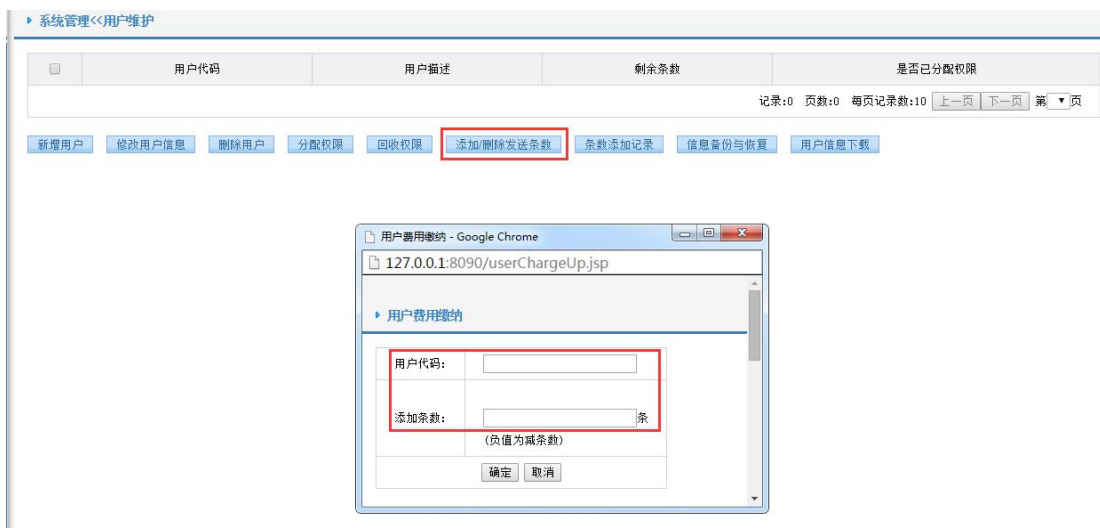 系统管理<<用户维护
用户代码 用户描述 剩余条数 是否已分配权限
记录:0 页数:0 每页记录数:10 上一页 下一页 第 页
新增用户 修改用户信息 删除用户 分配权限 回收权限 添加/删除发送条数 条数添加记录 信息备份与恢复 用户信息下载
用户费用缴纳 - Google Chrome
127.0.0.1:8090/userChargeUp.jsp
用户费用缴纳
用户代码:
添加条数: 条
(负值为减条数)
确定 取消